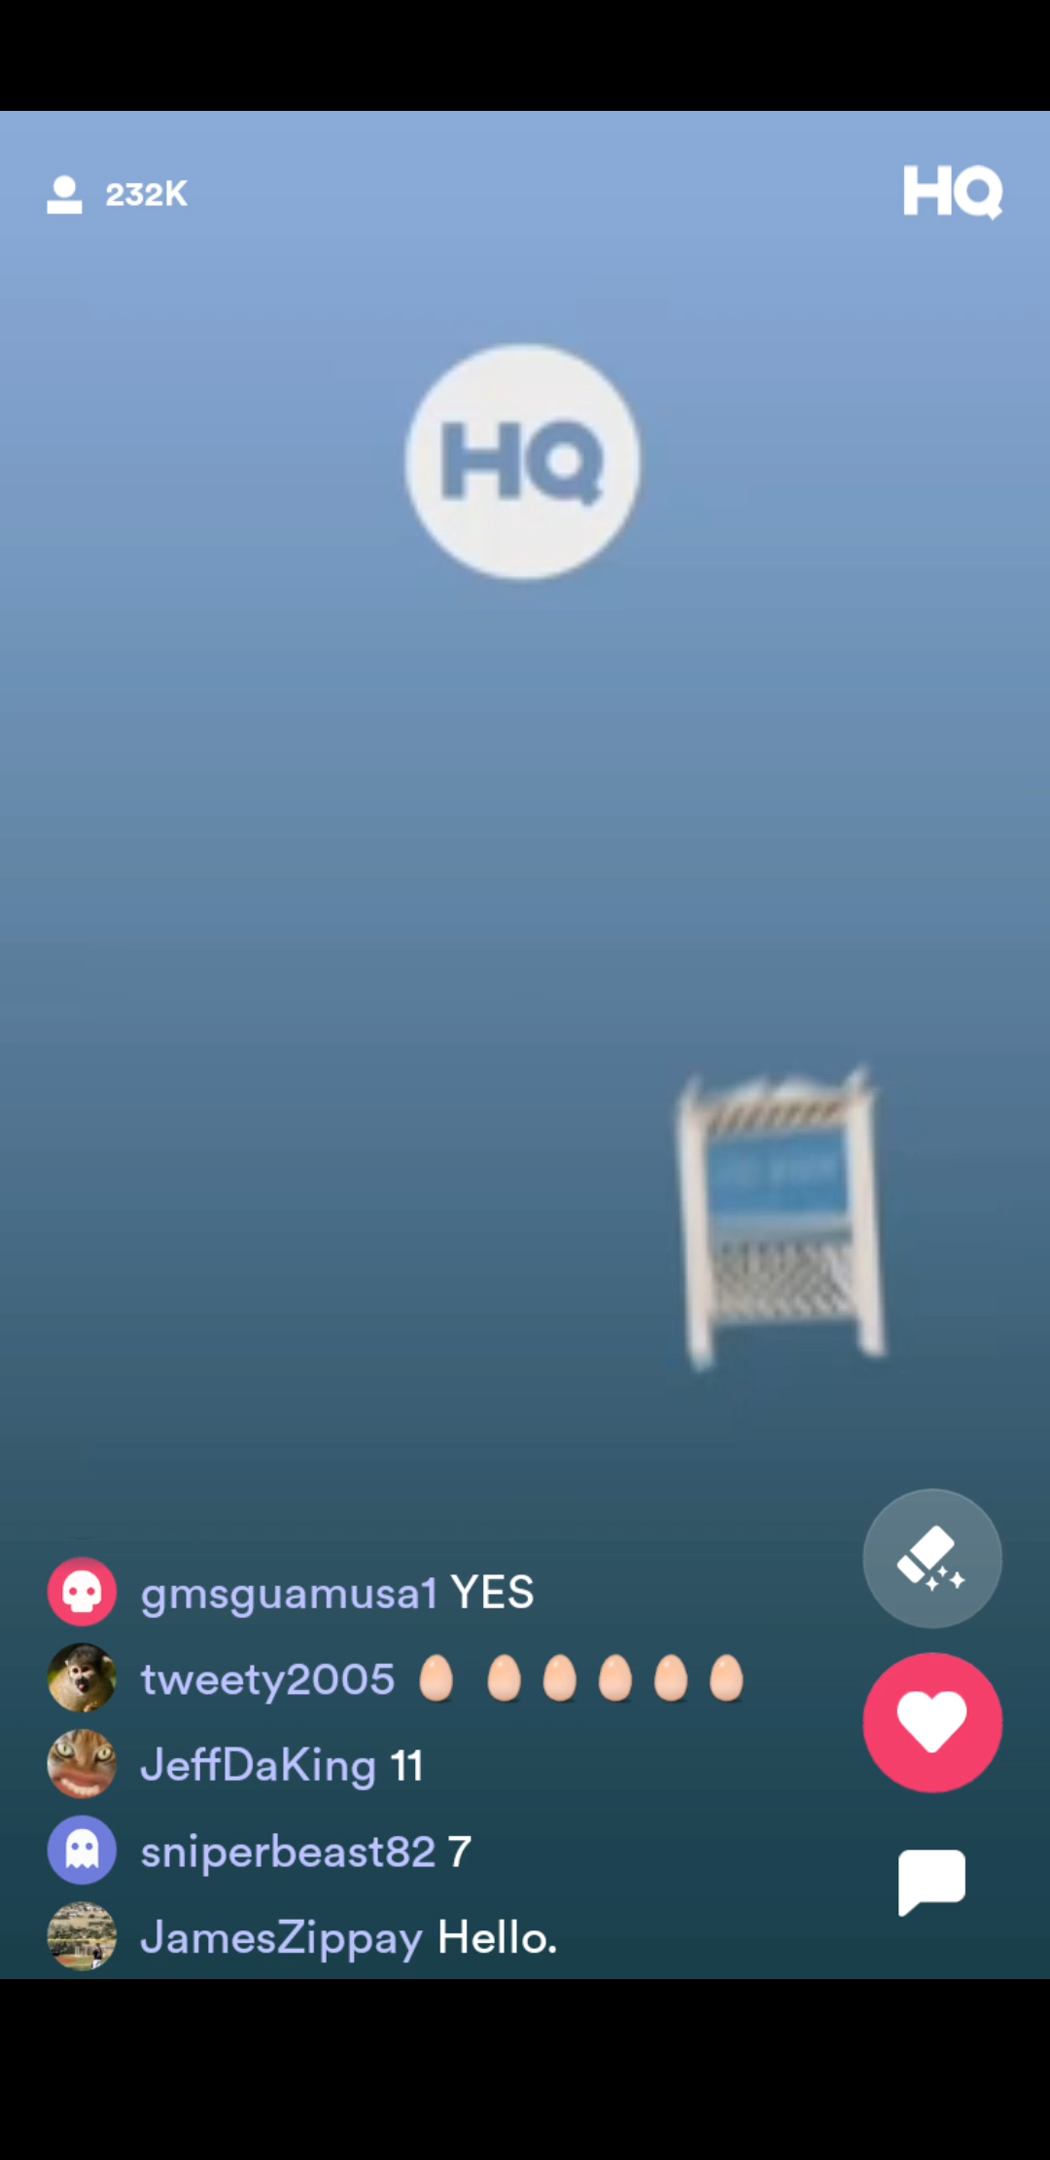 232K
HQ
HQ
gmsguamusa1 YES
tweety2005 🥚 🥚 🥚 🥚 🥚 🥚
JeffDaKing 11
sniperbeast82 7
JamesZippay Hello.